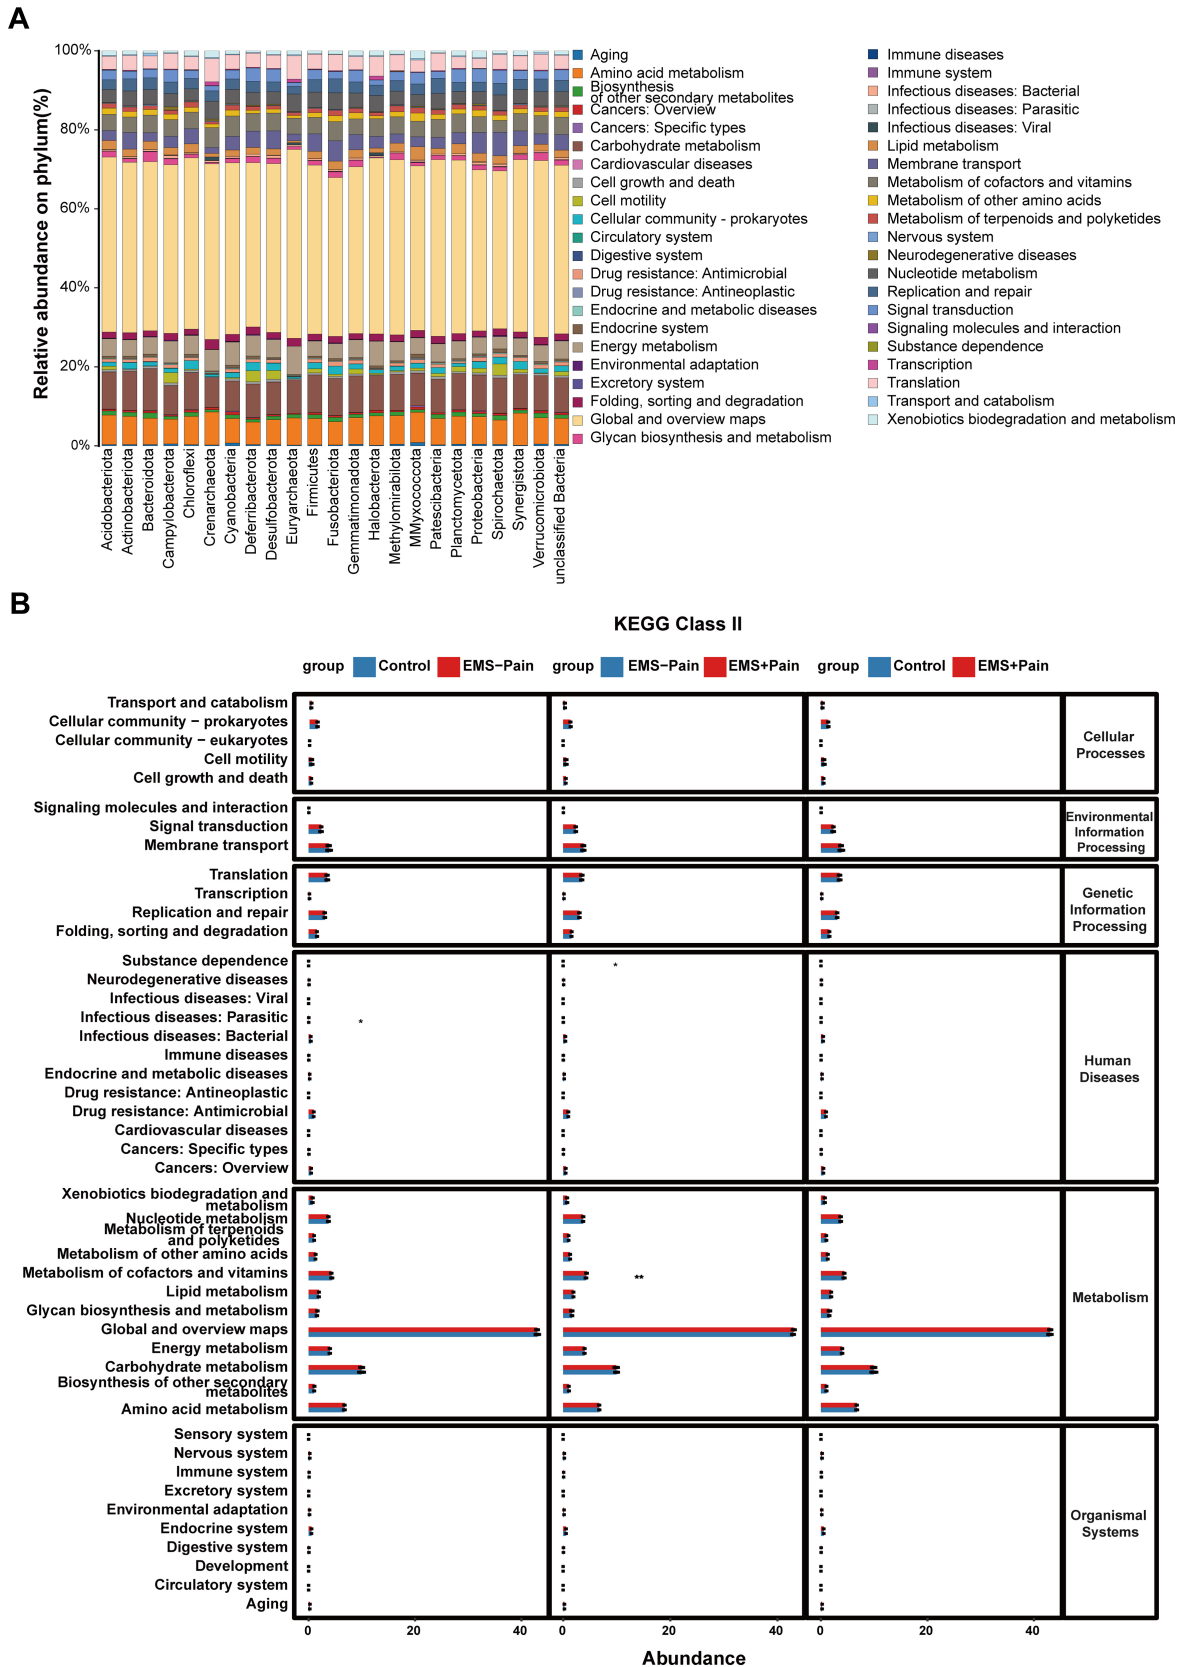 A
Relative abundance on phylum(%)
100%
80%
60%
40%
20%
0%
Acidobacteriota
Actinobacteriota
Bacteroidota
Campylobacterota
Chloroflexi
Crenarchaeota
Cyanobacteria
Deferribacterota
Desulfobacterota
Euryarchaeota
Firmicutes
Fusobacteriota
Gemmatimonadota
Halobacterota
Methylomirabilota
MMyxococcota
Patescibacteria
Planctomycetota
Proteobacteria
Spirochaetota
Synergistota
Verrucomicrobiota
unclassified Bacteria
Aging
Amino acid metabolism
Biosynthesis
of other secondary metabolites
Cancers: Overview
Cancers: Specific types
Carbohydrate metabolism
Cardiovascular diseases
Cell growth and death
Cell motility
Cellular community - prokaryotes
Circulatory system
Digestive system
Drug resistance: Antimicrobial
Drug resistance: Antineoplastic
Endocrine and metabolic diseases
Endocrine system
Energy metabolism
Environmental adaptation
Excretory system
Folding, sorting and degradation
Global and overview maps
Glycan biosynthesis and metabolism
Immune diseases
Immune system
Infectious diseases: Bacterial
Infectious diseases: Parasitic
Infectious diseases: Viral
Lipid metabolism
Membrane transport
Metabolism of cofactors and vitamins
Metabolism of other amino acids
Metabolism of terpenoids and polyketides
Nervous system
Neurodegenerative diseases
Nucleotide metabolism
Replication and repair
Signal transduction
Signaling molecules and interaction
Substance dependence
Transcription
Translation
Transport and catabolism
Xenobiotics biodegradation and metabolism
B
KEGG Class II
group Control EMS−Pain
group EMS−Pain EMS+Pain
group Control EMS+Pain
Transport and catabolism
Cellular community − prokaryotes
Cellular community − eukaryotes
Cell motility
Cell growth and death
Cellular
Processes
Signaling molecules and interaction
Signal transduction
Membrane transport
Environmental
Information
Processing
Translation
Transcription
Replication and repair
Folding, sorting and degradation
Genetic
Information
Processing
Substance dependence
*
Neurodegenerative diseases
Infectious diseases: Viral
Infectious diseases: Parasitic
*
Infectious diseases: Bacterial
Immune diseases
Endocrine and metabolic diseases
Drug resistance: Antineoplastic
Drug resistance: Antimicrobial
Cardiovascular diseases
Cancers: Specific types
Cancers: Overview
Human
Diseases
Xenobiotics biodegradation and
metabolism
Nucleotide metabolism
Metabolism of terpenoids
and polyketides
Metabolism of other amino acids
Metabolism of cofactors and vitamins
**
Lipid metabolism
Glycan biosynthesis and metabolism
Global and overview maps
Energy metabolism
Carbohydrate metabolism
Biosynthesis of other secondary
metabolites
Amino acid metabolism
Metabolism
Sensory system
Nervous system
Immune system
Excretory system
Environmental adaptation
Endocrine system
Digestive system
Development
Circulatory system
Aging
Organismal
Systems
0 20 40 0 20 40 0 20 40
Abundance